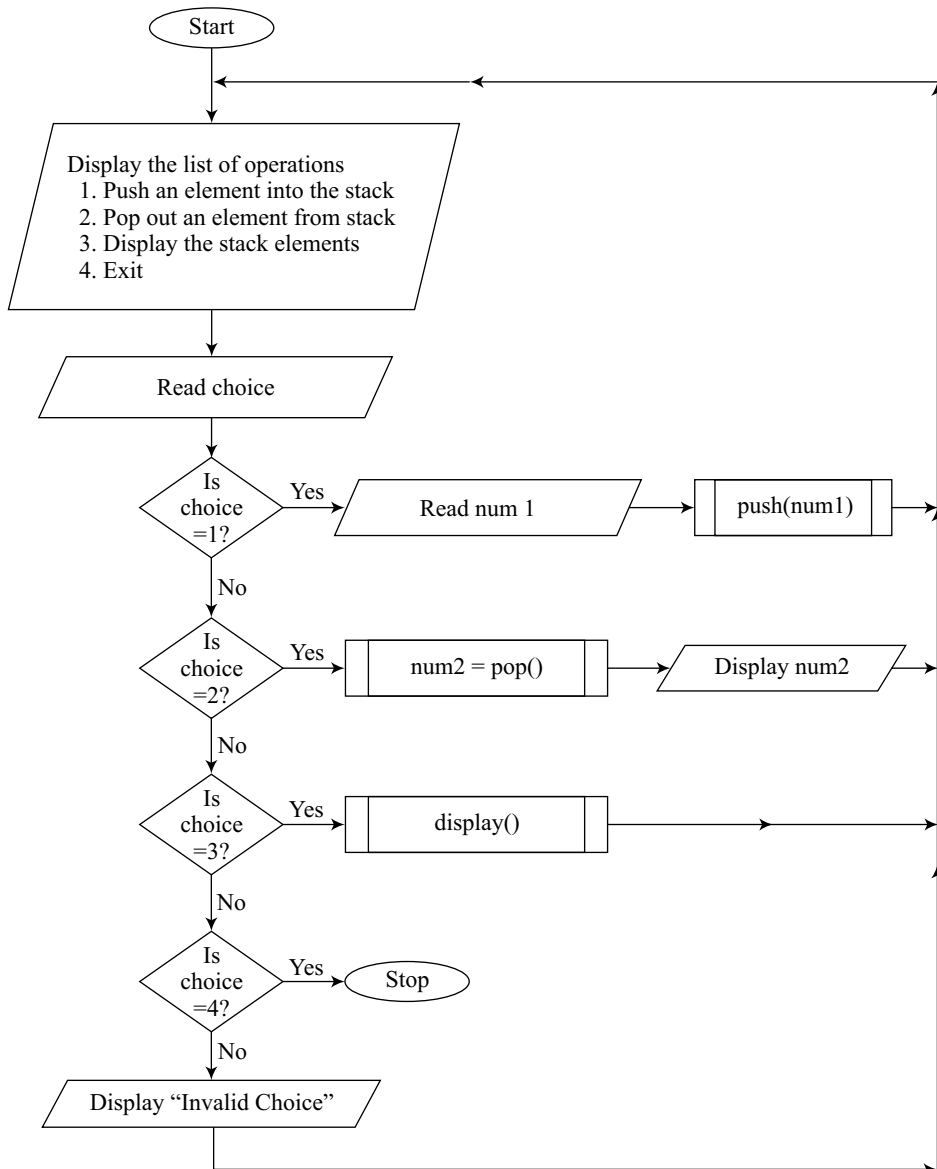 Start
Display the list of operations
1. Push an element into the stack
2. Pop out an element from stack
3. Display the stack elements
4. Exit
Read choice
Is
choice
=1?
Yes
Read num 1
push(num1)
No
Is
choice
=2?
Yes
num2 = pop()
Display num2
No
Is
choice
=3?
Yes
display()
No
Is
choice
=4?
Yes
Stop
No
Display “Invalid Choice”